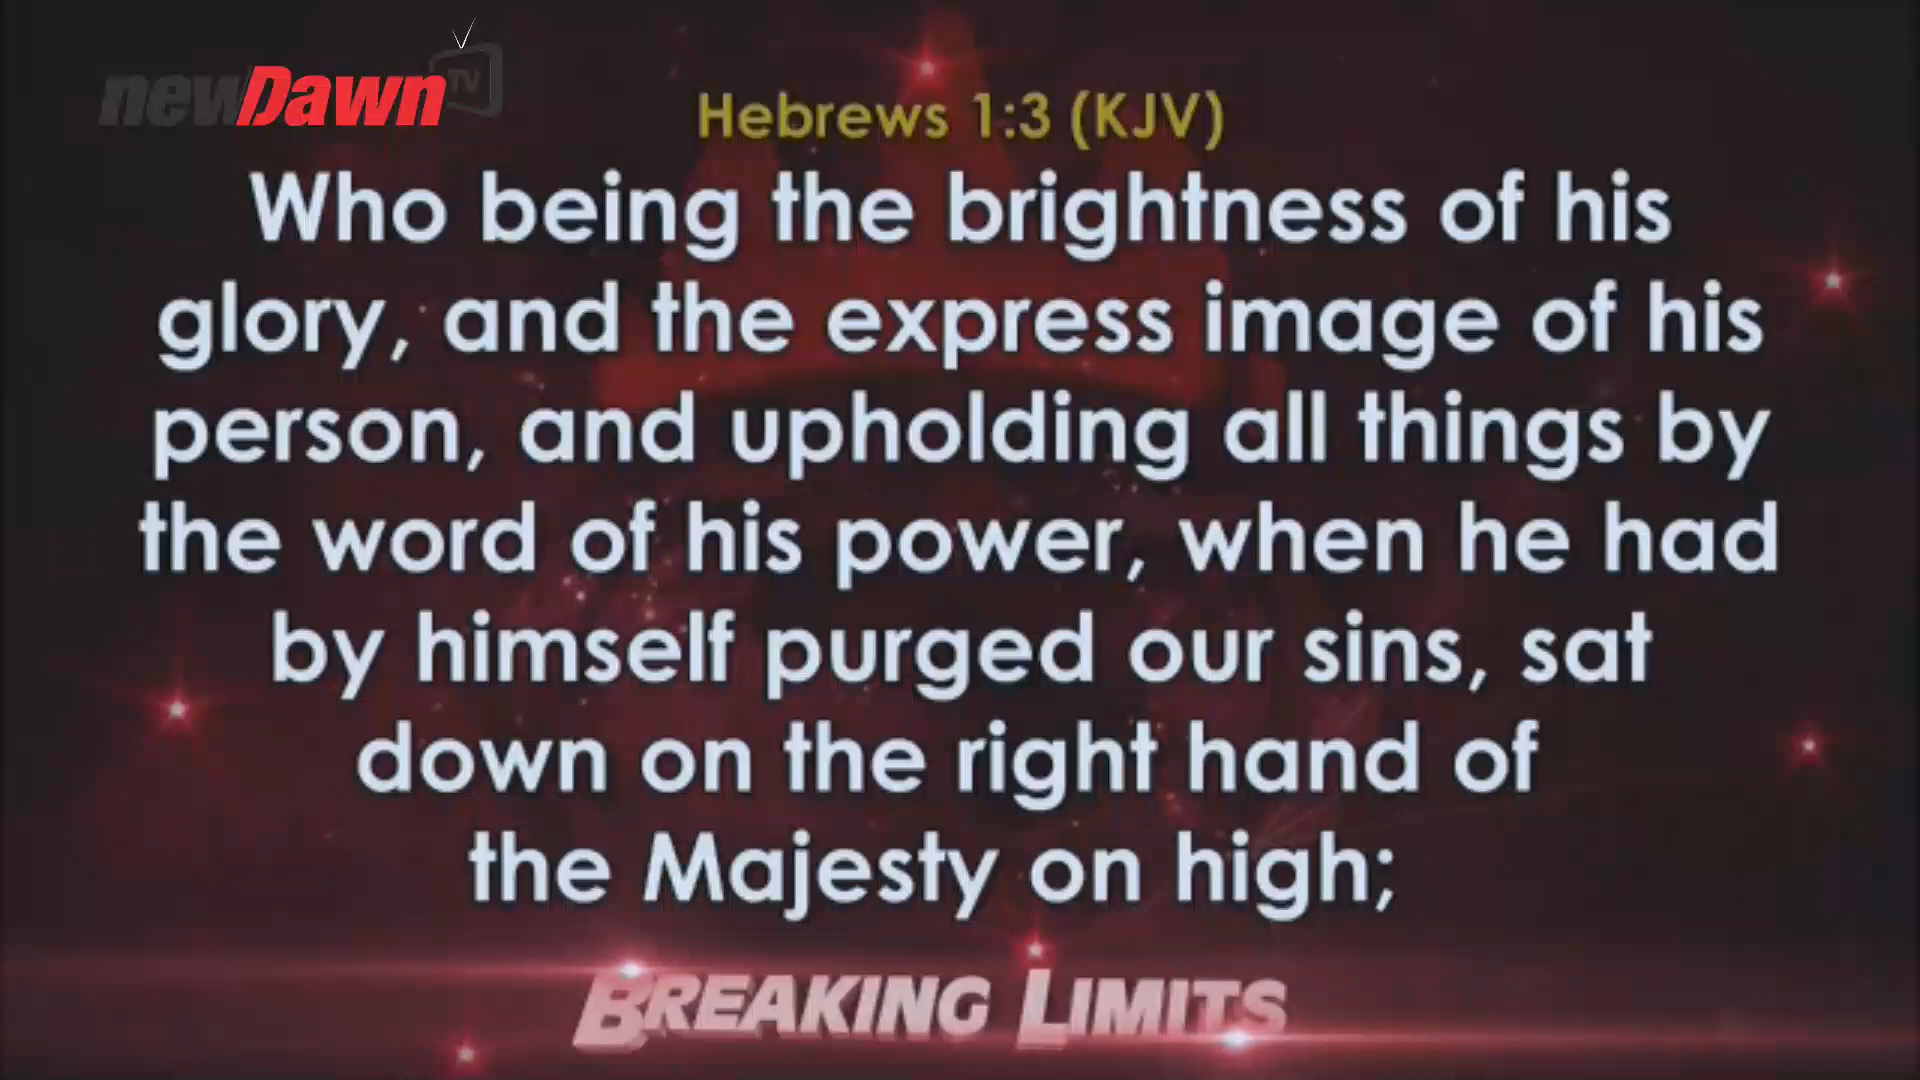 newDawn TV
Hebrews 1:3 (KJV)
Who being the brightness of his
glory, and the express image of his
person, and upholding all things by
the word of his power, when he had
by himself purged our sins, sat
down on the right hand of
the Majesty on high;
BREAKING LIMITS